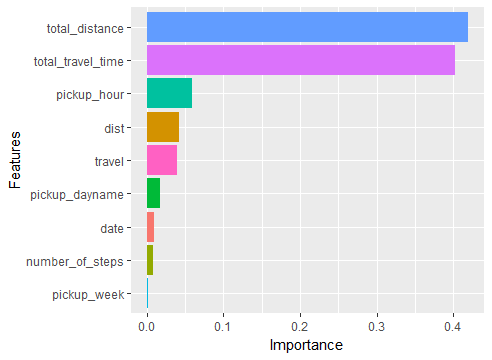 total_distance
total_travel_time
pickup_hour
dist
travel
pickup_dayname
date
number_of_steps
pickup_week
Features
0.0 0.1 0.2 0.3 0.4
Importance